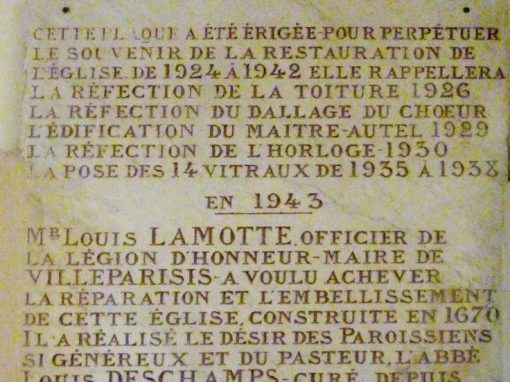 CETTE PLAQUE A ÉTÉ ÉRIGÉE-POUR PERPÉTUER
LE SOUVENIR DE LA RESTAURATION DE
L'ÉGLISE. DE 1924 À 1942 ELLE RAPPELLERA
LA RÉFECTION DE LA TOITURE 1926
LA RÉFECTION DU DALLAGE DU CHOEUR
L'ÉDIFICATION DU MAITRE-AUTEL 1929
LA RÉFECTION DE L'HORLOGE-1930
LA POSE DES 14 VITRAUX DE 1935 À 1938
EN 1943
MR LOUIS LAMOTTE, OFFICIER DE
LA LÉGION D'HONNEUR-MAIRE DE
VILLEPARISIS-A VOULU ACHEVER
LA RÉPARATION ET L'EMBELLISSEMENT
DE CETTE ÉGLISE, CONSTRUITE EN 1670
IL A RÉALISÉ LE DÉSIR DES PAROISSIENS
SI GÉNÉREUX ET DU PASTEUR, L'ABBÉ
LOUIS DESCHAMPS-CURÉ DEPUIS